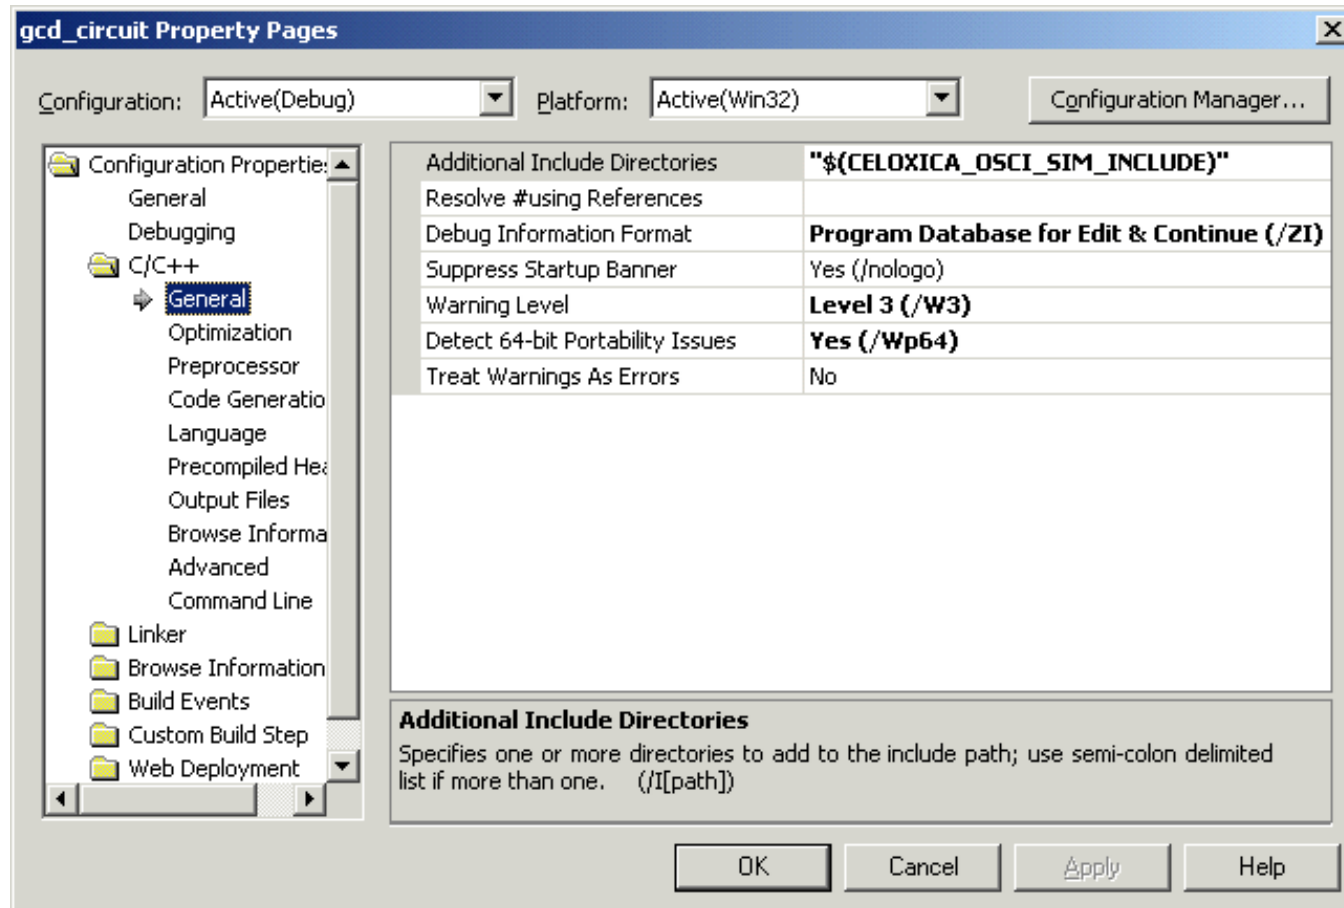 gcd_circuit Property Pages
Configuration: Active(Debug) Platform: Active(Win32) Configuration Manager...
Configuration Propertie
General
Debugging
C/C++
General
Optimization
Preprocessor
Code Generatio
Language
Precompiled Hea
Output Files
Browse Informa
Advanced
Command Line
Linker
Browse Information
Build Events
Custom Build Step
Web Deployment
Additional Include Directories "$(CELOXICA_OSCI_SIM_INCLUDE)"
Resolve #using References
Debug Information Format Program Database for Edit & Continue (/ZI)
Suppress Startup Banner Yes (/nologo)
Warning Level Level 3 (/W3)
Detect 64-bit Portability Issues Yes (/Wp64)
Treat Warnings As Errors No
Additional Include Directories
Specifies one or more directories to add to the include path; use semi-colon delimited
list if more than one. (/I[path])
OK Cancel Apply Help